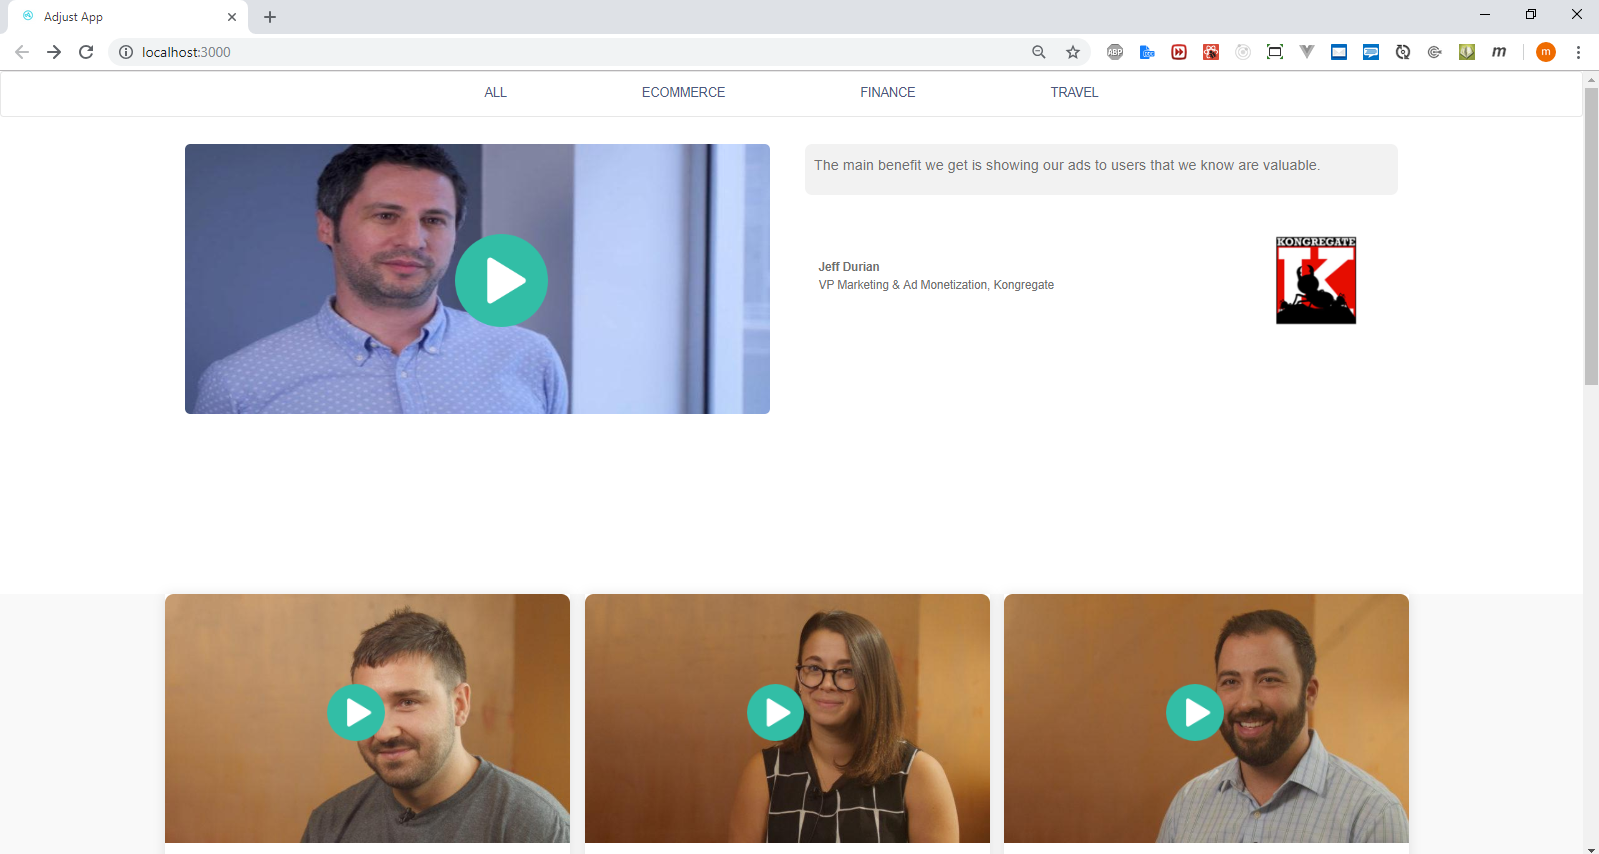 Adjust App
localhost:3000
ABP
m
m
ALL
ECOMMERCE
FINANCE
TRAVEL
The main benefit we get is showing our ads to users that we know are valuable.
KONGREGATE
K
Jeff Durian
VP Marketing & Ad Monetization, Kongregate